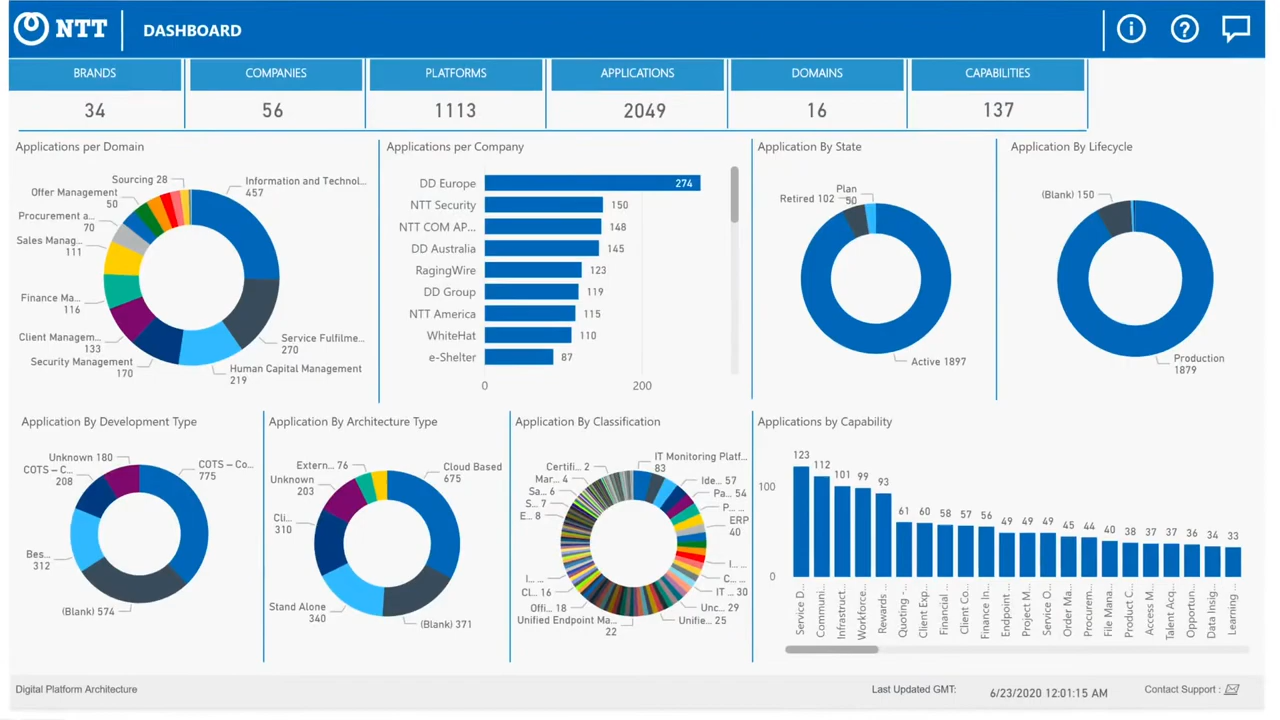 NTT
DASHBOARD
BRANDS
COMPANIES
PLATFORMS
APPLICATIONS
DOMAINS
CAPABILITIES
34
56
1113
2049
16
137
Applications per Domain
Sourcing 28
Offer Management
50
Procurement a...
70
Sales Manag...
111
Finance Ma...
116
Client Managem...
133
Security Management
170
Information and Technol...
457
Service Fulfilme...
270
Human Capital Management
219
Applications per Company
DD Europe 274
NTT Security 150
NTT COM AP... 148
DD Australia 145
RagingWire 123
DD Group 119
NTT America 115
WhiteHat 110
e-Shelter 87
0 200
Application By State
Retired 102
Plan
50
Active 1897
Application By Lifecycle
(Blank) 150
Production
1879
Application By Development Type
Unknown 180
COTS – C...
208
Bes...
312
(Blank) 574
COTS – Co...
775
Application By Architecture Type
Extern... 76
Unknown
203
Cli...
310
Stand Alone
340
Cloud Based
675
(Blank) 371
Application By Classification
Certifi... 2
Mar... 4
Sa... 6
S... 7
E... 8
I... ...
Cl... 16
Offi... 18
Unified Endpoint Ma...
22
IT Monitoring Platf...
83
Ide... 57
Pa... 54
P... ...
ERP
40
I... ...
C... ...
IT ... 30
Unc... 29
Unifie... 25
Applications by Capability
100
0
123
112
101
99
93
61
60
58
57
56
49
49
49
45
44
40
38
37
37
36
34
33
Service D...
Communi...
Infrastruct...
Workforce...
Rewards ...
Quoting -...
Client Exp...
Financial ...
Client Co...
Finance In...
Endpoint ...
Project M...
Service O...
Order Ma...
Procurem...
File Mana...
Product C...
Access M...
Talent Acq...
Opportun...
Data Insig...
Learning ...
Digital Platform Architecture
Last Updated GMT:
6/23/2020 12:01:15 AM
Contact Support :